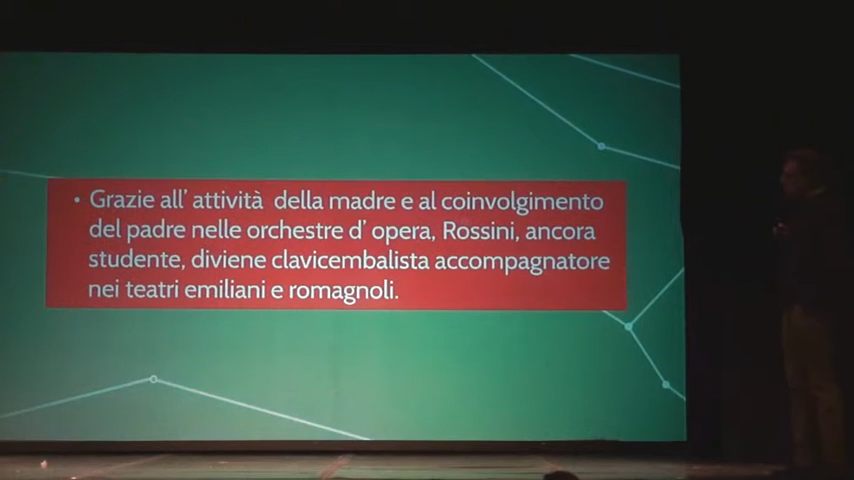 • Grazie all' attività della madre e al coinvolgimento
del padre nelle orchestre d' opera, Rossini, ancora
studente, diviene clavicembalista accompagnatore
nei teatri emiliani e romagnoli.